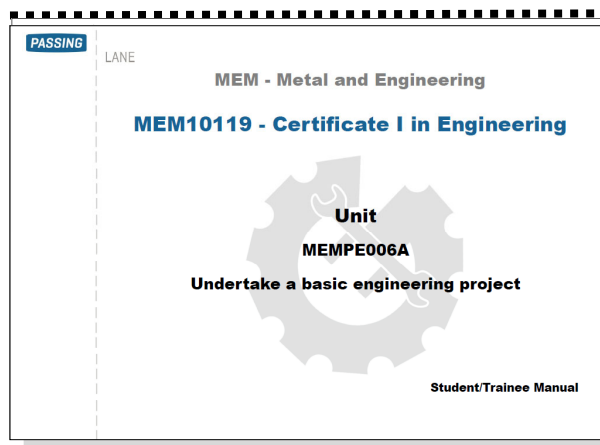 PASSING
LANE
MEM - Metal and Engineering
MEM10119 - Certificate I in Engineering
Unit
MEMPE006A
Undertake a basic engineering project
Student/Trainee Manual